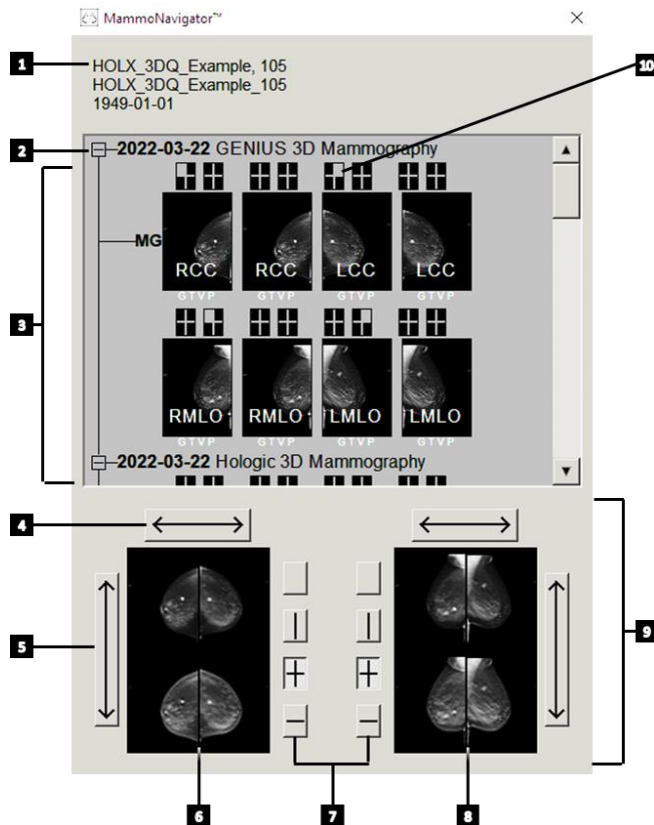 MammoNavigator™
1
HOLX_3DQ_Example, 105
HOLX_3DQ_Example_105
1949-01-01
10
2
2022-03-22 GENIUS 3D Mammography
3
MG
RCC RCC LCC LCC
GTVP GTVP GTVP GTVP
RMLO RMLO LMLO LMLO
GTVP GTVP GTVP GTVP
2022-03-22 Hologic 3D Mammography
4
5
9
6
7
8